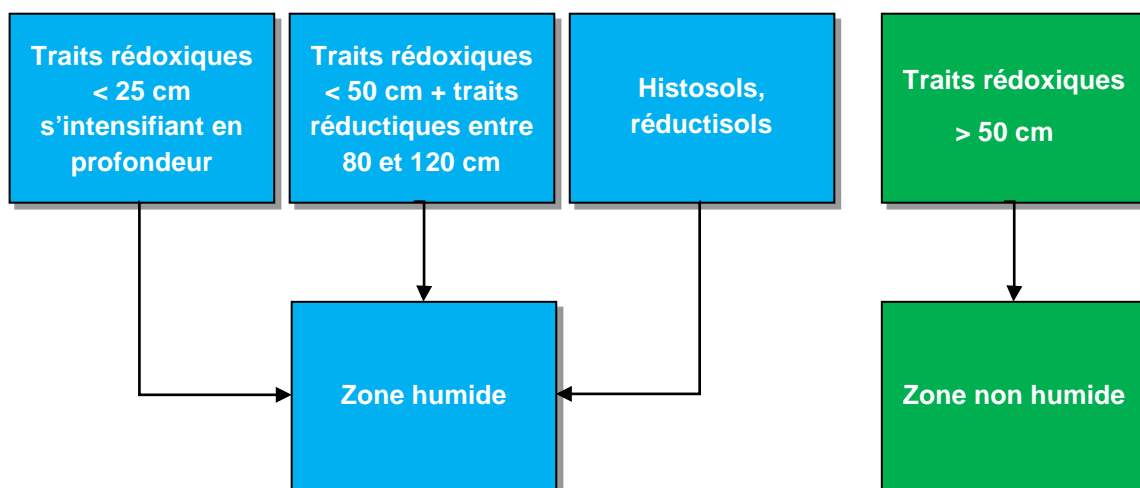 Traits rédoxiques
< 25 cm
s’intensifiant en
profondeur
Traits rédoxiques
< 50 cm + traits
réductiques entre
80 et 120 cm
Histosols,
réductisols
Traits rédoxiques
> 50 cm
Zone humide
Zone non humide